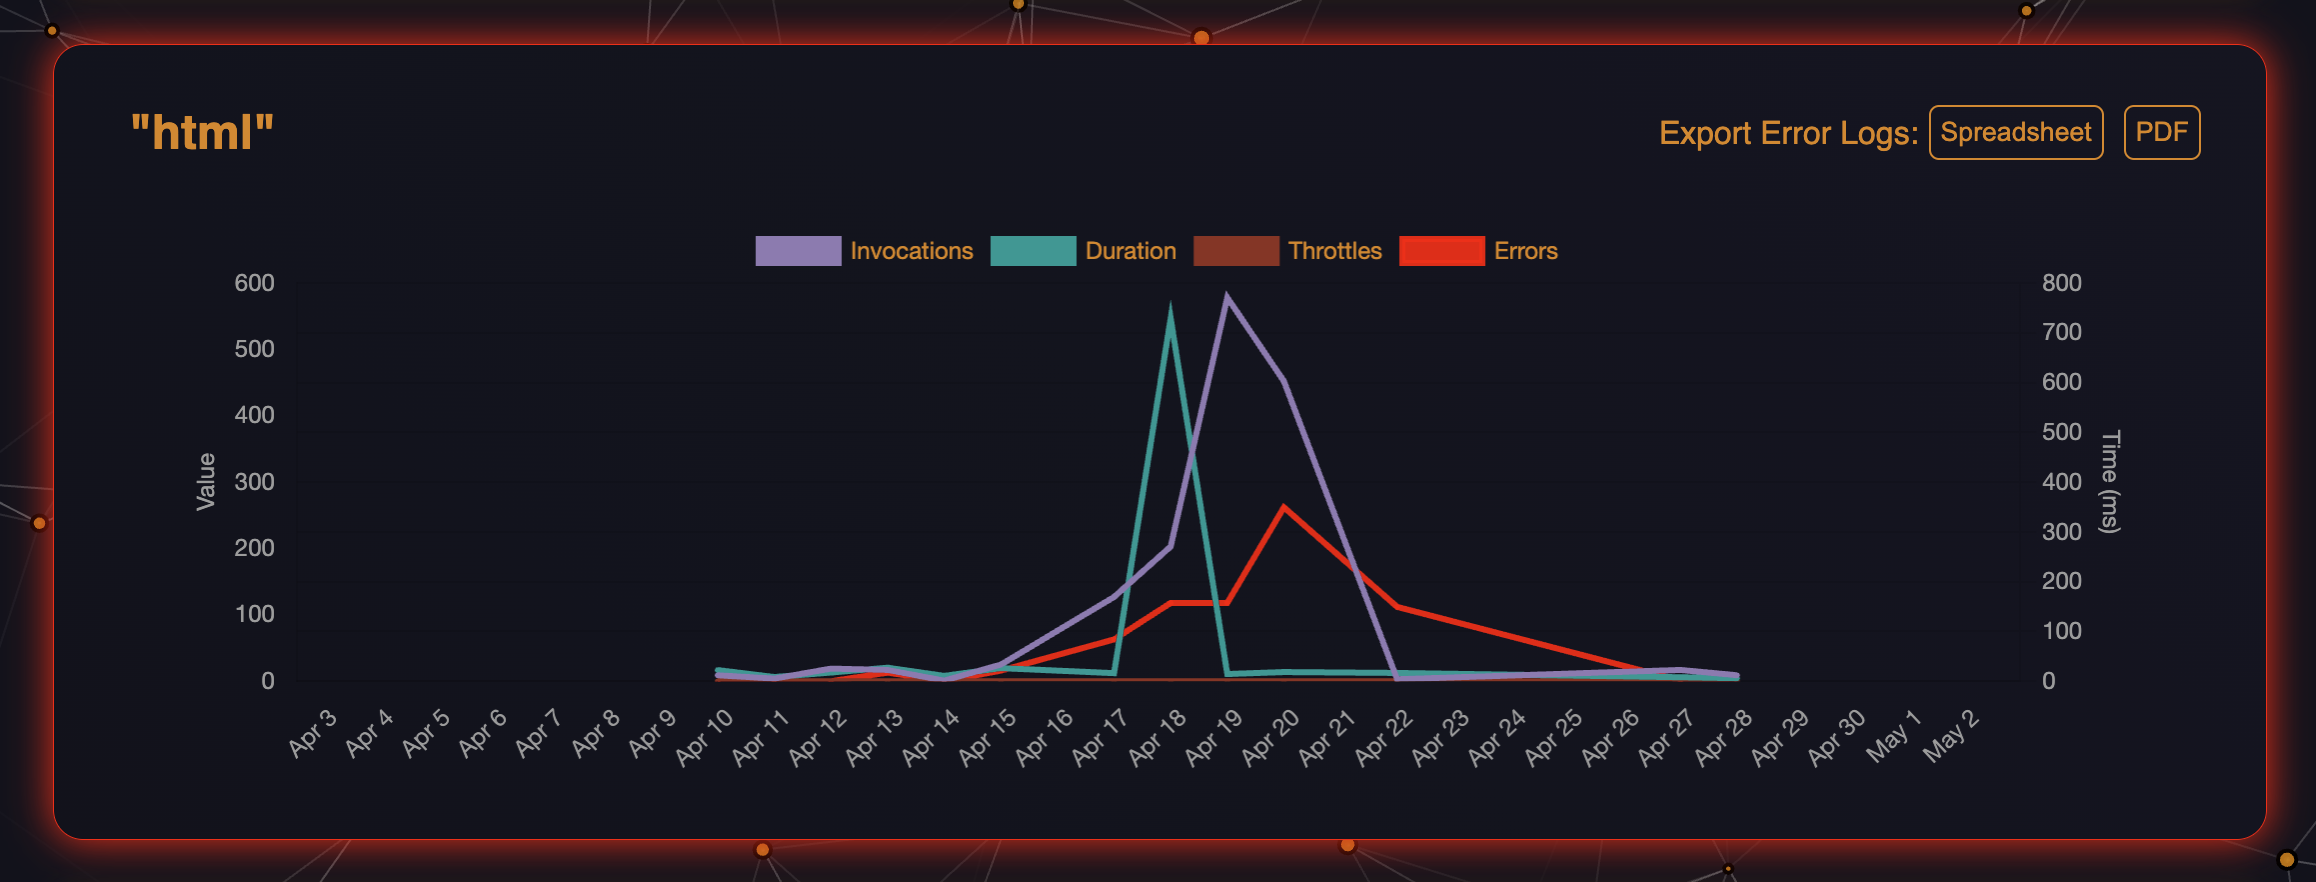 "html"
Export Error Logs: Spreadsheet PDF
Invocations Duration Throttles Errors
600
500
400
300
200
100
0
Value
800
700
600
500
400
300
200
100
0
Time (ms)
Apr 3 Apr 4 Apr 5 Apr 6 Apr 7 Apr 8 Apr 9 Apr 10 Apr 11 Apr 12 Apr 13 Apr 14 Apr 15 Apr 16 Apr 17 Apr 18 Apr 19 Apr 20 Apr 21 Apr 22 Apr 23 Apr 24 Apr 25 Apr 26 Apr 27 Apr 28 Apr 29 Apr 30 May 1 May 2